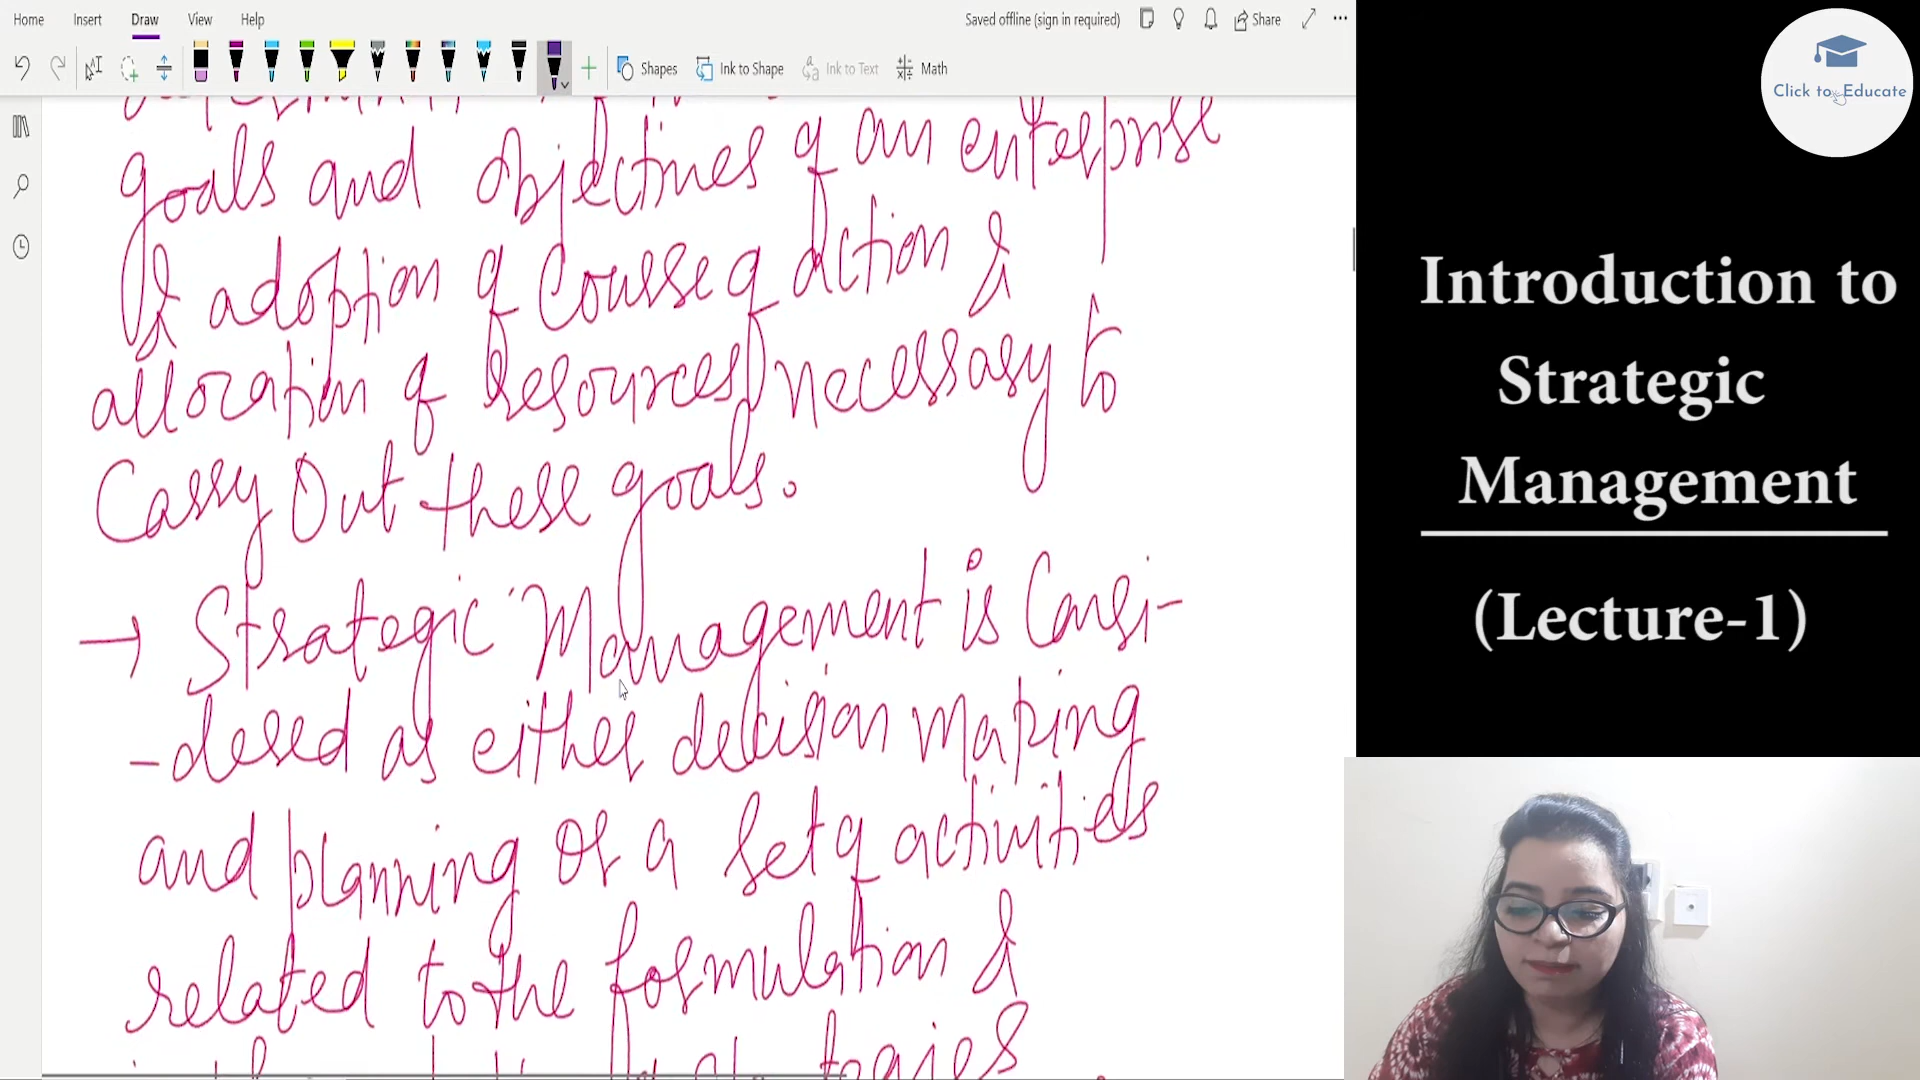 Home Insert Draw View Help Saved offline (sign in required) Share
Shapes Ink to Shape Ink to Text Math
goals and objectives of an enterprise
& adoption of course of action &
allocation of resources necessary to
Carry Out these goals.
→ Strategic Management is Consi-
-dered as either decision making
and planning or a set of activities
related to the formulation &
Click to Educate
Introduction to
Strategic
Management
(Lecture-1)